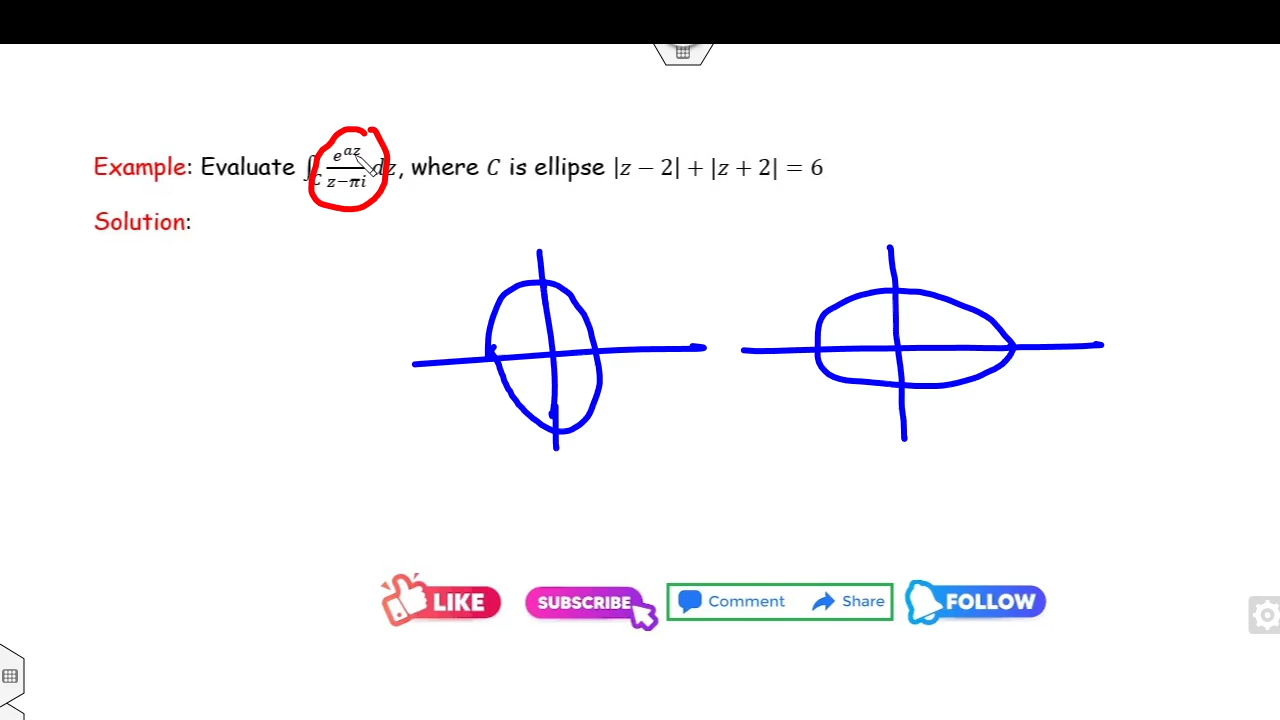 Example: Evaluate ∫_C e^{az}/(z−πi) dz, where C is ellipse |z − 2| + |z + 2| = 6
Solution:
LIKE SUBSCRIBE Comment Share FOLLOW